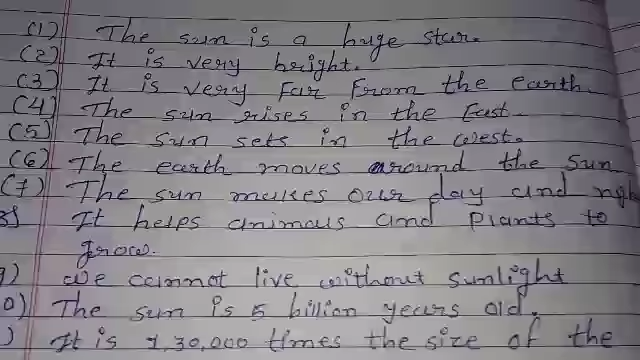 (1) The sun is a huge star.
(2) It is very bright.
(3) It is very Far From the earth.
(4) The sun rises in the East.
(5) The sun sets in the west.
(6) The earth moves around the sun
(7) The sun makes our day and
8) It helps animals and plants to
grow.
9) We cannot live without sunlight
0) The sun is 5 billion years old.
) It is 1,30,000 times the size of the